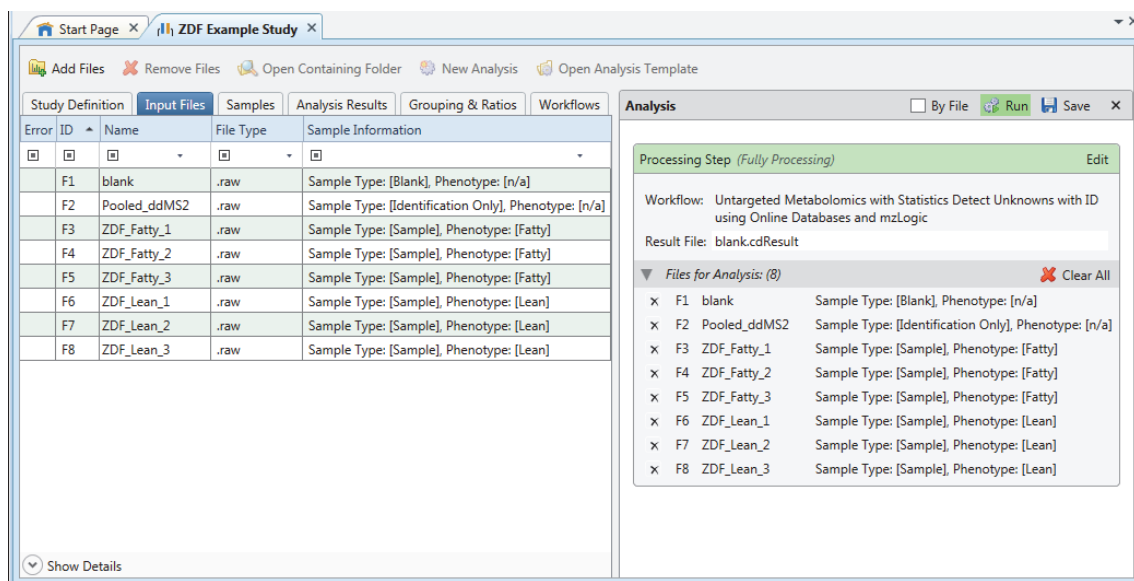 Start Page
ZDF Example Study
Add Files Remove Files Open Containing Folder New Analysis Open Analysis Template
Study Definition Input Files Samples Analysis Results Grouping & Ratios Workflows
Error ID Name File Type Sample Information
F1 blank .raw Sample Type: [Blank], Phenotype: [n/a]
F2 Pooled_ddMS2 .raw Sample Type: [Identification Only], Phenotype: [n/a]
F3 ZDF_Fatty_1 .raw Sample Type: [Sample], Phenotype: [Fatty]
F4 ZDF_Fatty_2 .raw Sample Type: [Sample], Phenotype: [Fatty]
F5 ZDF_Fatty_3 .raw Sample Type: [Sample], Phenotype: [Fatty]
F6 ZDF_Lean_1 .raw Sample Type: [Sample], Phenotype: [Lean]
F7 ZDF_Lean_2 .raw Sample Type: [Sample], Phenotype: [Lean]
F8 ZDF_Lean_3 .raw Sample Type: [Sample], Phenotype: [Lean]
Show Details
Analysis By File Run Save
Processing Step (Fully Processing) Edit
Workflow: Untargeted Metabolomics with Statistics Detect Unknowns with ID
using Online Databases and mzLogic
Result File: blank.cdResult
Files for Analysis: (8) Clear All
F1 blank Sample Type: [Blank], Phenotype: [n/a]
F2 Pooled_ddMS2 Sample Type: [Identification Only], Phenotype: [n/a]
F3 ZDF_Fatty_1 Sample Type: [Sample], Phenotype: [Fatty]
F4 ZDF_Fatty_2 Sample Type: [Sample], Phenotype: [Fatty]
F5 ZDF_Fatty_3 Sample Type: [Sample], Phenotype: [Fatty]
F6 ZDF_Lean_1 Sample Type: [Sample], Phenotype: [Lean]
F7 ZDF_Lean_2 Sample Type: [Sample], Phenotype: [Lean]
F8 ZDF_Lean_3 Sample Type: [Sample], Phenotype: [Lean]